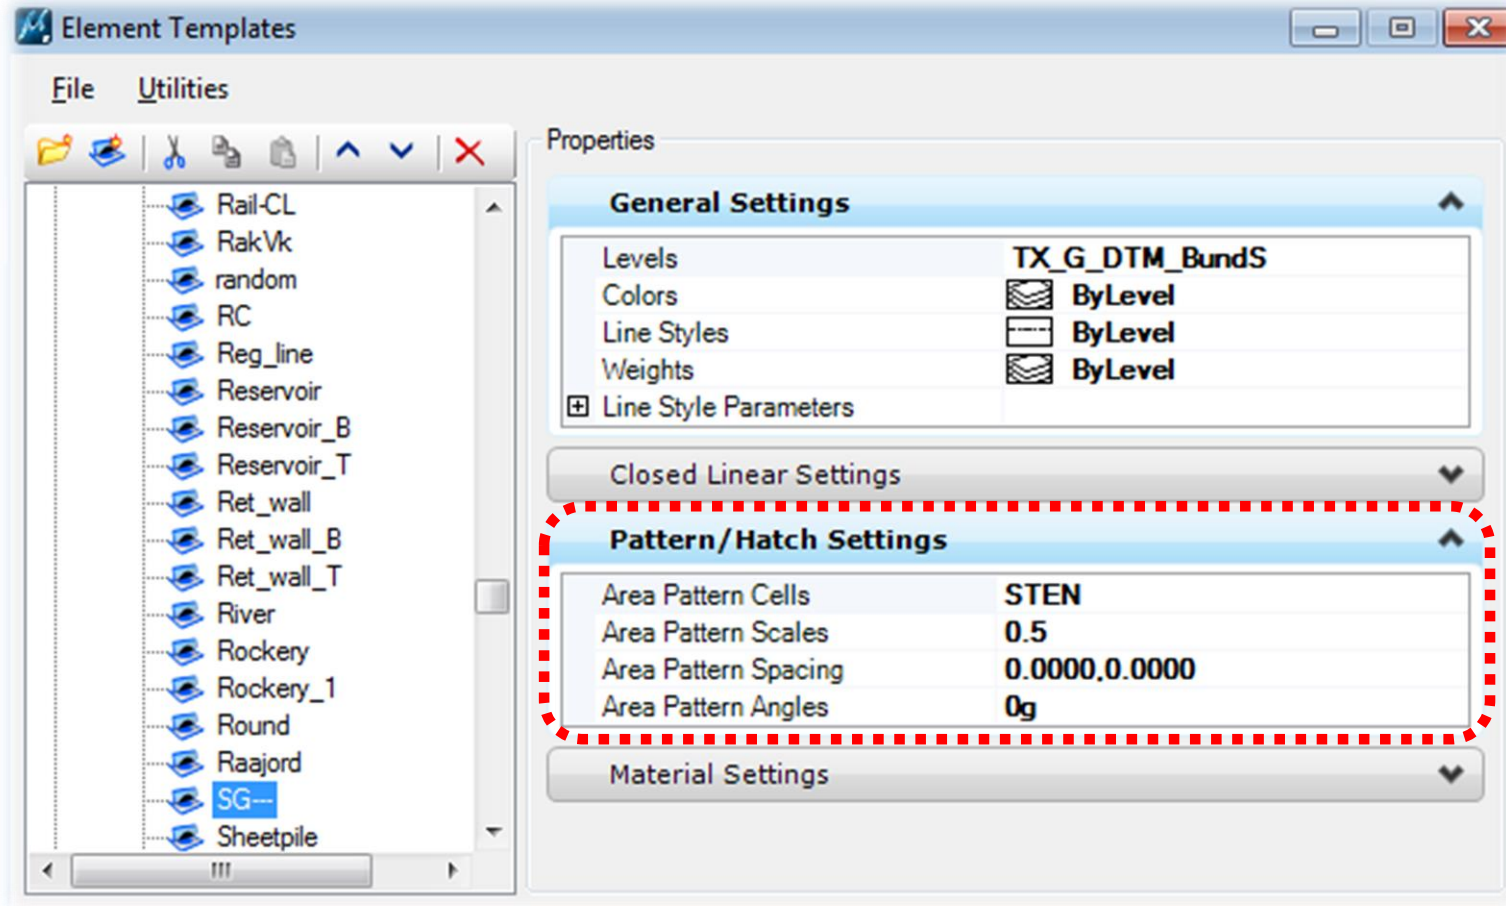 Element Templates
File Utilities
Rail-CL
RakVk
random
RC
Reg_line
Reservoir
Reservoir_B
Reservoir_T
Ret_wall
Ret_wall_B
Ret_wall_T
River
Rockery
Rockery_1
Round
Raajord
SG---
Sheetpile
Properties
General Settings
Levels TX_G_DTM_BundS
Colors ByLevel
Line Styles ByLevel
Weights ByLevel
Line Style Parameters
Closed Linear Settings
Pattern/Hatch Settings
Area Pattern Cells STEN
Area Pattern Scales 0.5
Area Pattern Spacing 0.0000,0.0000
Area Pattern Angles 0g
Material Settings